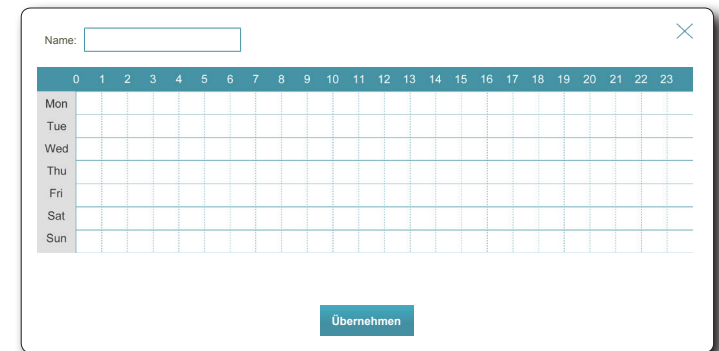 Name:
0 1 2 3 4 5 6 7 8 9 10 11 12 13 14 15 16 17 18 19 20 21 22 23
Mon
Tue
Wed
Thu
Fri
Sat
Sun
Übernehmen